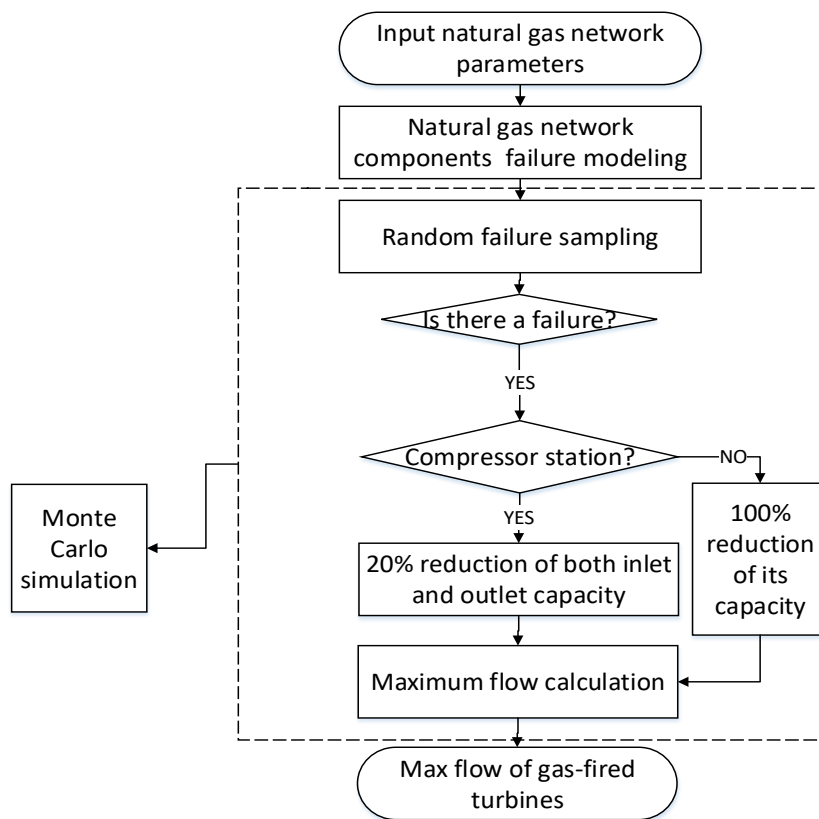 Input natural gas network
parameters
Natural gas network
components failure modeling
Random failure sampling
Is there a failure?
YES
Compressor station?
NO
YES
Monte
Carlo
simulation
20% reduction of both inlet
and outlet capacity
100%
reduction
of its
capacity
Maximum flow calculation
Max flow of gas-fired
turbines